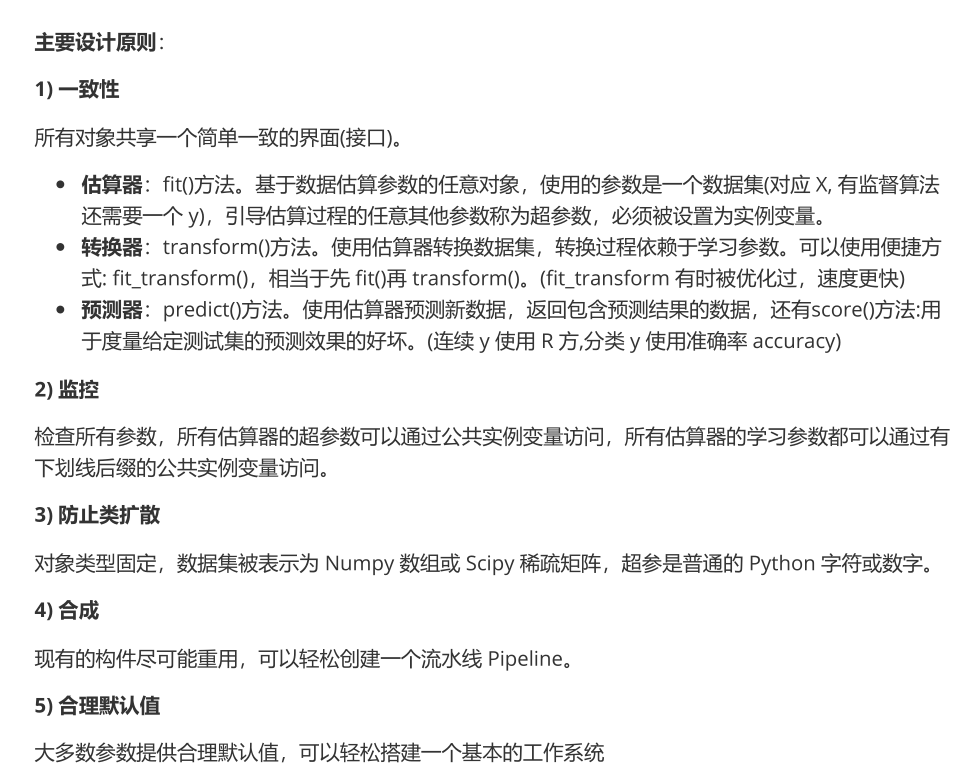 主要设计原则：
1) 一致性
所有对象共享一个简单一致的界面(接口)。
• 估算器：fit()方法。基于数据估算参数的任意对象，使用的参数是一个数据集(对应 X, 有监督算法
还需要一个 y)，引导估算过程的任意其他参数称为超参数，必须被设置为实例变量。
• 转换器：transform()方法。使用估算器转换数据集，转换过程依赖于学习参数。可以使用便捷方
式: fit_transform()，相当于先 fit()再 transform()。(fit_transform 有时被优化过，速度更快)
• 预测器：predict()方法。使用估算器预测新数据，返回包含预测结果的数据，还有score()方法:用
于度量给定测试集的预测效果的好坏。(连续 y 使用 R 方,分类 y 使用准确率 accuracy)
2) 监控
检查所有参数，所有估算器的超参数可以通过公共实例变量访问，所有估算器的学习参数都可以通过有
下划线后缀的公共实例变量访问。
3) 防止类扩散
对象类型固定，数据集被表示为 Numpy 数组或 Scipy 稀疏矩阵，超参是普通的 Python 字符或数字。
4) 合成
现有的构件尽可能重用，可以轻松创建一个流水线 Pipeline。
5) 合理默认值
大多数参数提供合理默认值，可以轻松搭建一个基本的工作系统